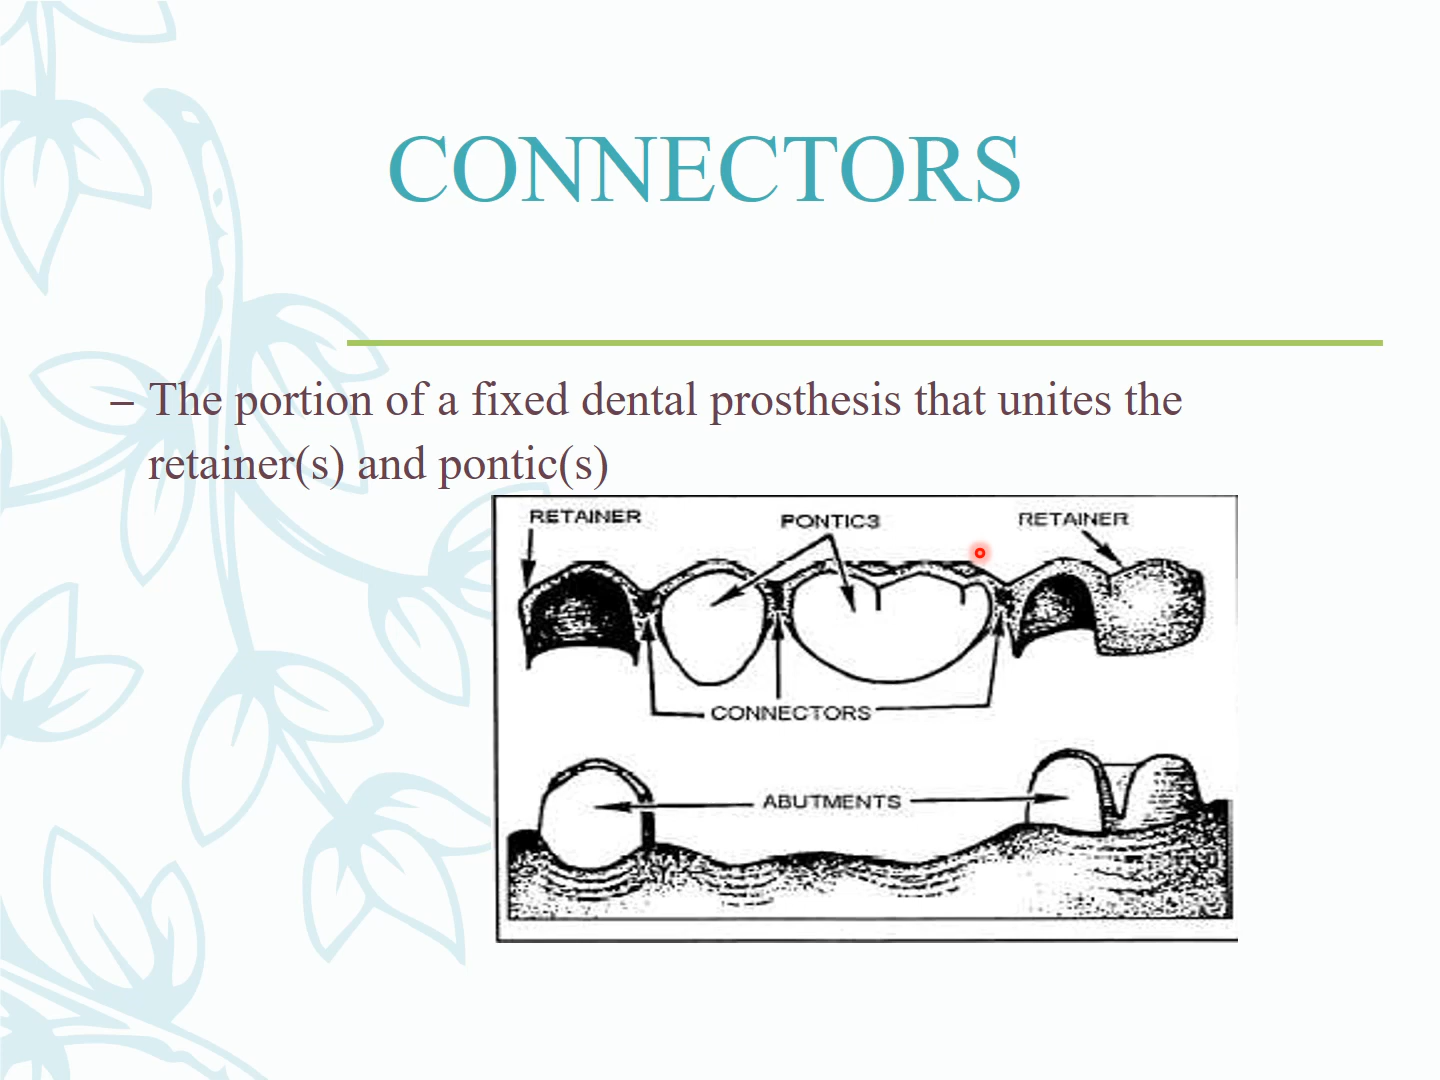 CONNECTORS
– The portion of a fixed dental prosthesis that unites the
retainer(s) and pontic(s)
RETAINER
PONTICS
RETAINER
CONNECTORS
ABUTMENTS